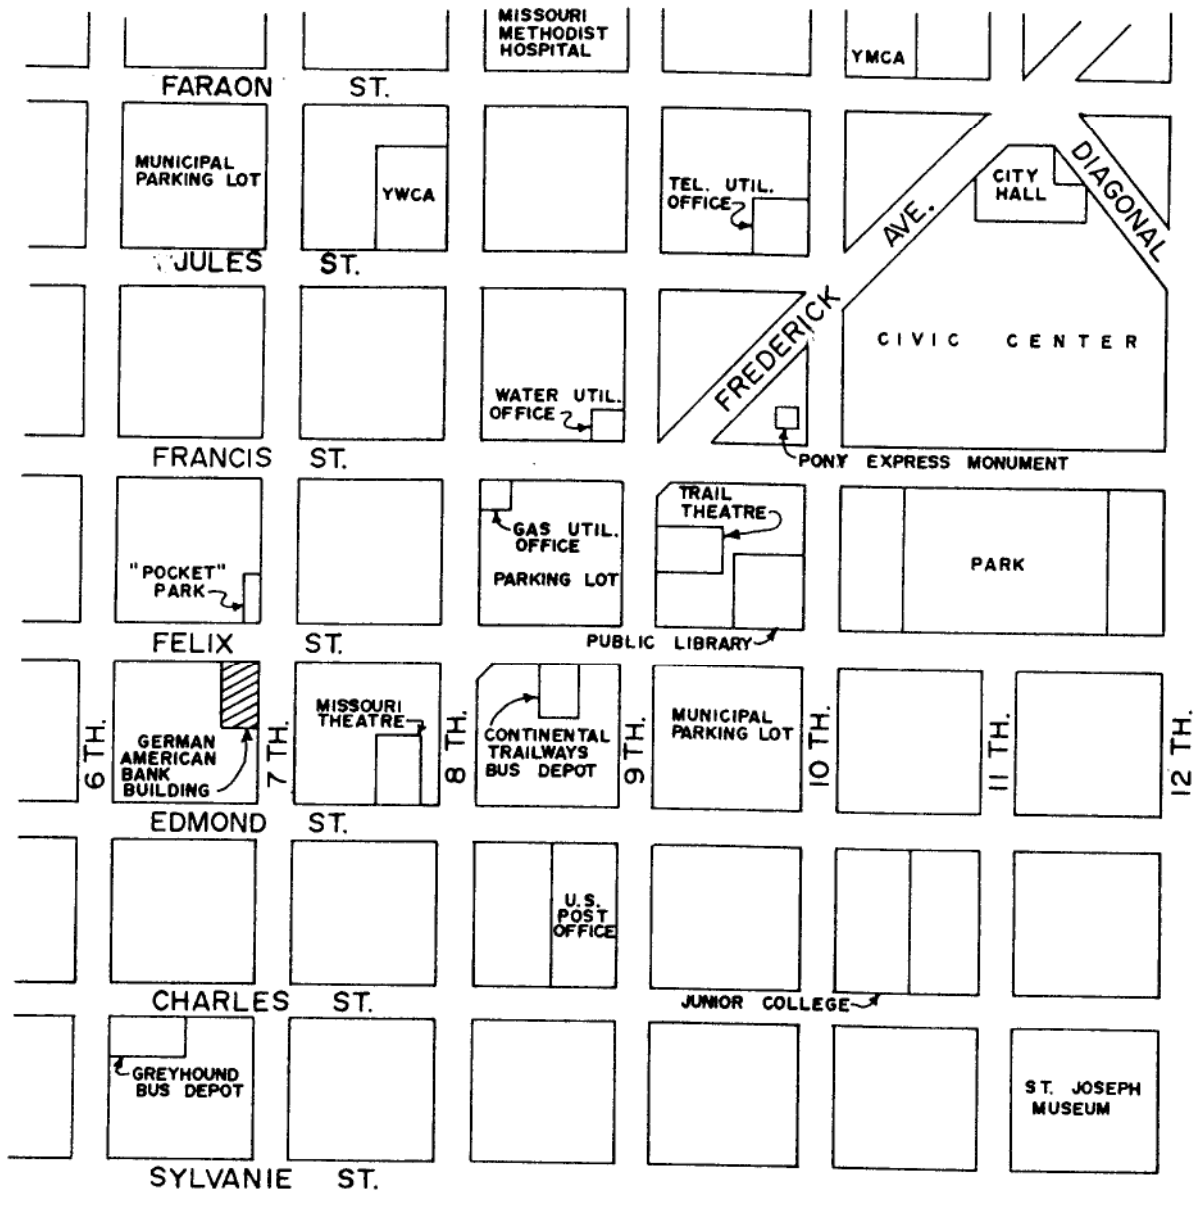 MISSOURI
METHODIST
HOSPITAL
YMCA
FARAON ST.
MUNICIPAL
PARKING LOT
YWCA
TEL. UTIL.
OFFICE
CITY
HALL
DIAGONAL
FREDERICK AVE.
JULES ST.
CIVIC CENTER
WATER UTIL.
OFFICE
FRANCIS ST.
PONY EXPRESS MONUMENT
TRAIL
THEATRE
GAS UTIL.
OFFICE
PARKING LOT
"POCKET"
PARK
PARK
FELIX ST.
PUBLIC LIBRARY
MISSOURI
THEATRE
GERMAN
AMERICAN
BANK
BUILDING
CONTINENTAL
TRAILWAYS
BUS DEPOT
MUNICIPAL
PARKING LOT
6 TH.
7 TH.
8 TH.
9 TH.
10 TH.
11 TH.
12 TH.
EDMOND ST.
U.S.
POST
OFFICE
CHARLES ST.
JUNIOR COLLEGE
GREYHOUND
BUS DEPOT
ST. JOSEPH
MUSEUM
SYLVANIE ST.